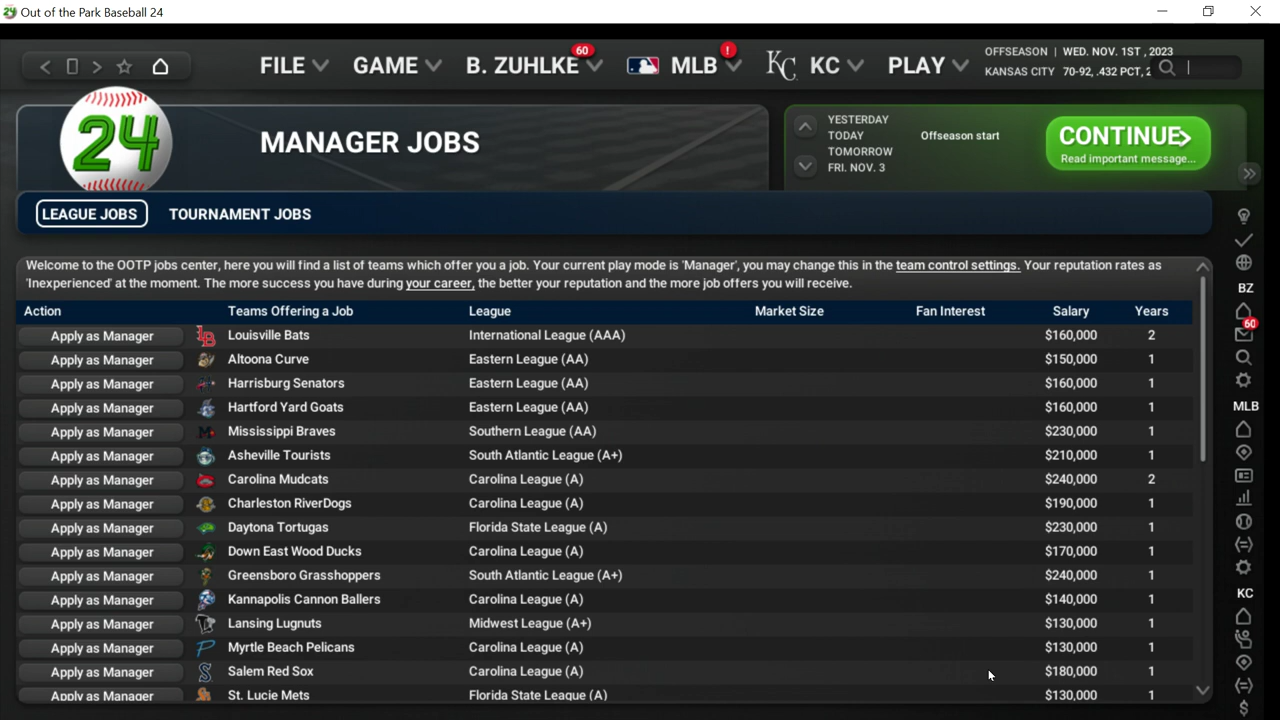 Out of the Park Baseball 24
FILE GAME B. ZUHLKE 60 MLB ! KC KC PLAY
OFFSEASON | WED. NOV. 1ST , 2023
KANSAS CITY 70-92, .432 PCT, 2
24
MANAGER JOBS
YESTERDAY
TODAY Offseason start
TOMORROW
FRI. NOV. 3
CONTINUE
Read important message...
LEAGUE JOBS TOURNAMENT JOBS
Welcome to the OOTP jobs center, here you will find a list of teams which offer you a job. Your current play mode is 'Manager', you may change this in the team control settings. Your reputation rates as
'Inexperienced' at the moment. The more success you have during your career, the better your reputation and the more job offers you will receive.
Action Teams Offering a Job League Market Size Fan Interest Salary Years
Apply as Manager Louisville Bats International League (AAA) $160,000 2
Apply as Manager Altoona Curve Eastern League (AA) $150,000 1
Apply as Manager Harrisburg Senators Eastern League (AA) $160,000 1
Apply as Manager Hartford Yard Goats Eastern League (AA) $160,000 1
Apply as Manager Mississippi Braves Southern League (AA) $230,000 1
Apply as Manager Asheville Tourists South Atlantic League (A+) $210,000 1
Apply as Manager Carolina Mudcats Carolina League (A) $240,000 2
Apply as Manager Charleston RiverDogs Carolina League (A) $190,000 1
Apply as Manager Daytona Tortugas Florida State League (A) $230,000 1
Apply as Manager Down East Wood Ducks Carolina League (A) $170,000 1
Apply as Manager Greensboro Grasshoppers South Atlantic League (A+) $240,000 1
Apply as Manager Kannapolis Cannon Ballers Carolina League (A) $140,000 1
Apply as Manager Lansing Lugnuts Midwest League (A+) $130,000 1
Apply as Manager Myrtle Beach Pelicans Carolina League (A) $130,000 1
Apply as Manager Salem Red Sox Carolina League (A) $180,000 1
Apply as Manager St. Lucie Mets Florida State League (A) $130,000 1
BZ
60
MLB
KC